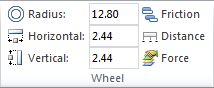 Radius: 12.80 Friction
Horizontal: 2.44 Distance
Vertical: 2.44 Force
Wheel